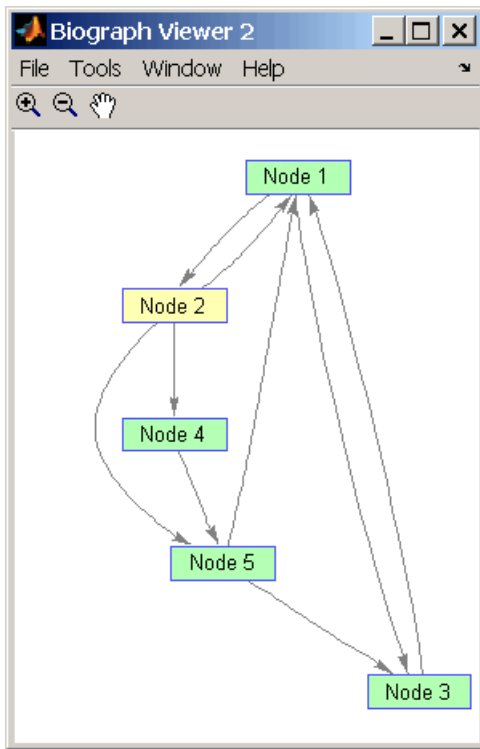 Biograph Viewer 2
File Tools Window Help
Node 1
Node 2
Node 4
Node 5
Node 3